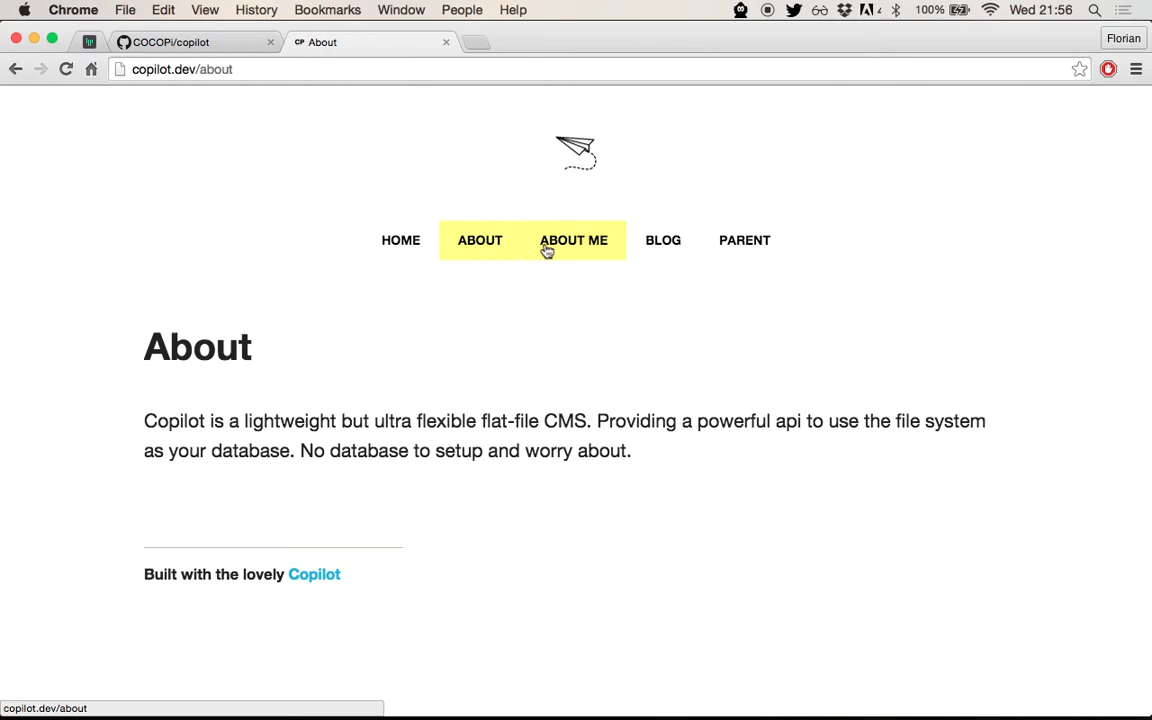 Chrome File Edit View History Bookmarks Window People Help 4 100% Wed 21:56
COCOPi/copilot CP About Florian
copilot.dev/about
HOME ABOUT ABOUT ME BLOG PARENT
About
Copilot is a lightweight but ultra flexible flat-file CMS. Providing a powerful api to use the file system
as your database. No database to setup and worry about.
Built with the lovely Copilot
copilot.dev/about